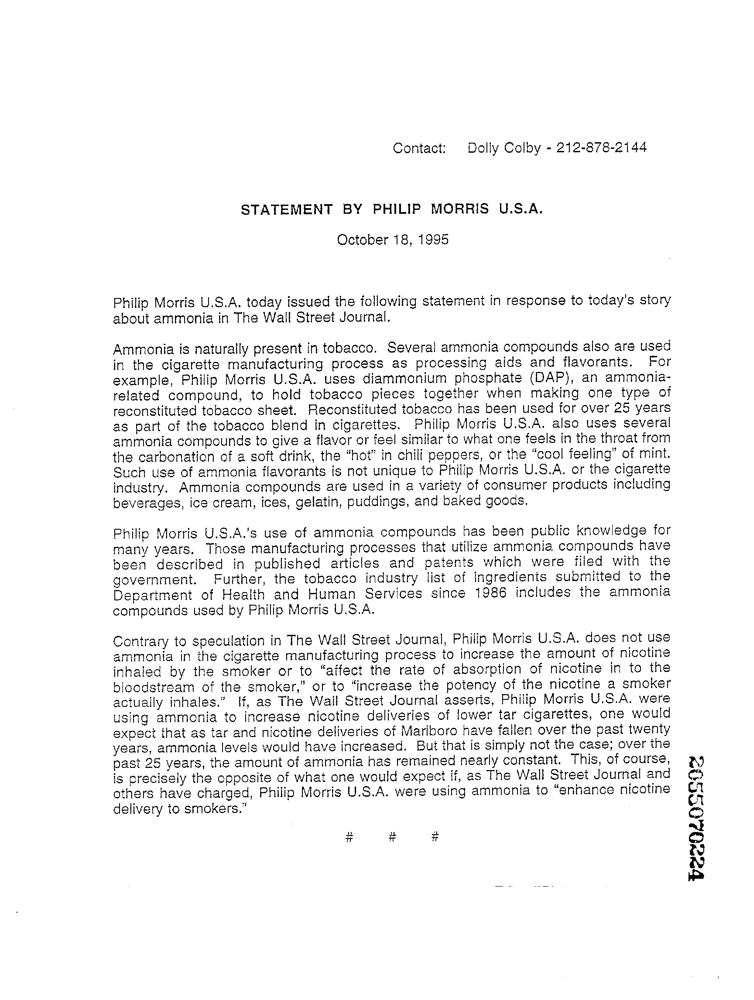 Contact: Dolly Colby - 212-878-2144
STATEMENT BY PHILIP MORRIS U.S.A.
October 18, 1995
Philip Morris U.S.A. today issued the following statement in response to today's story
about ammonia in The Wall Street Journal.
Ammonia is naturally present in tobacco. Several ammonia compounds also are used
in the cigarette manufacturing process as processing aids and flavorants. For
example, Philip Morris U.S.A. uses diammonium phosphate (DAP), an ammonia-
related compound, to hold tobacco pieces together when making one type of
reconstituted tobacco sheet. Reconstituted tobacco has been used for over 25 years
as part of the tobacco blend in cigarettes. Philip Morris U.S.A. also uses several
ammonia compounds to give a flavor or feel similar to what one feels in the throat from
the carbonation of a soft drink, the "hot" in chili peppers, or the "cool feeling" of mint.
Such use of ammonia flavorants is not unique to Philip Morris U.S.A. or the cigarette
industry. Ammonia compounds are used in a variety of consumer products including
beverages, ice cream, ices, gelatin, puddings, and baked goods.
Philip Morris U.S.A.'s use of ammonia compounds has been public knowledge for
many years. Those manufacturing processes that utilize ammonia compounds have
been described in published articles and patents which were filed with the
government. Further, the tobacco industry list of ingredients submitted to the
Department of Health and Human Services since 1986 includes the ammonia
compounds used by Philip Morris U.S.A.
Contrary to speculation in The Wall Street Journal, Philip Morris U.S.A. does not use
ammonia in the cigarette manufacturing process to increase the amount of nicotine
inhaled by the smoker or to "affect the rate of absorption of nicotine in to the
bloodstream of the smoker," or to "increase the potency of the nicotine a smoker
actually inhales." If, as The Wall Street Journal asserts, Philip Morris U.S.A. were
using ammonia to increase nicotine deliveries of lower tar cigarettes, one would
expect that as tar and nicotine deliveries of Marlboro have fallen over the past twenty
years, ammonia levels would have increased. But that is simply not the case; over the
past 25 years, the amount of ammonia has remained nearly constant. This, of course,
is precisely the opposite of what one would expect if, as The Wall Street Journal and
others have charged, Philip Morris U.S.A. were using ammonia to "enhance nicotine
delivery to smokers."
# # #
2055070224